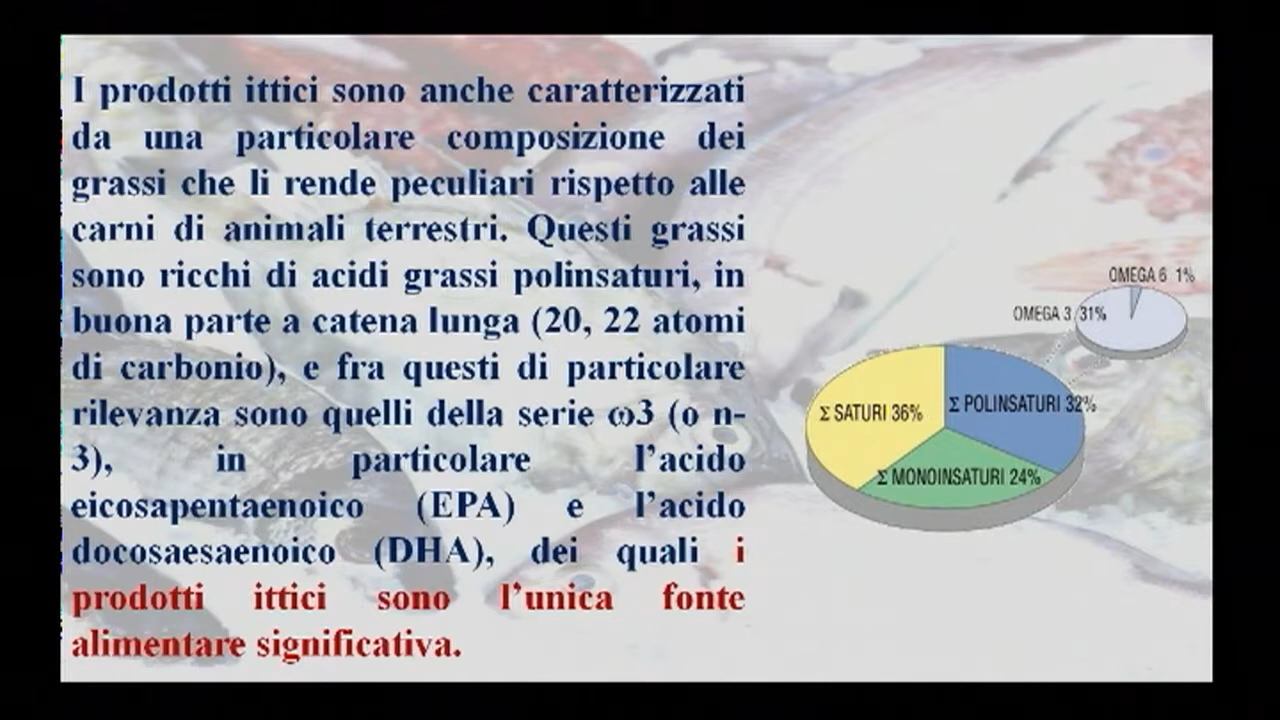 I prodotti ittici sono anche caratterizzati
da una particolare composizione dei
grassi che li rende peculiari rispetto alle
carni di animali terrestri. Questi grassi
sono ricchi di acidi grassi polinsaturi, in
buona parte a catena lunga (20, 22 atomi
di carbonio), e fra questi di particolare
rilevanza sono quelli della serie ω3 (o n-
3), in particolare l'acido
eicosapentaenoico (EPA) e l'acido
docosaesaenoico (DHA), dei quali i
prodotti ittici sono l'unica fonte
alimentare significativa.
OMEGA 6 1%
OMEGA 3 31%
Σ SATURI 36%
Σ POLINSATURI 32%
Σ MONOINSATURI 24%